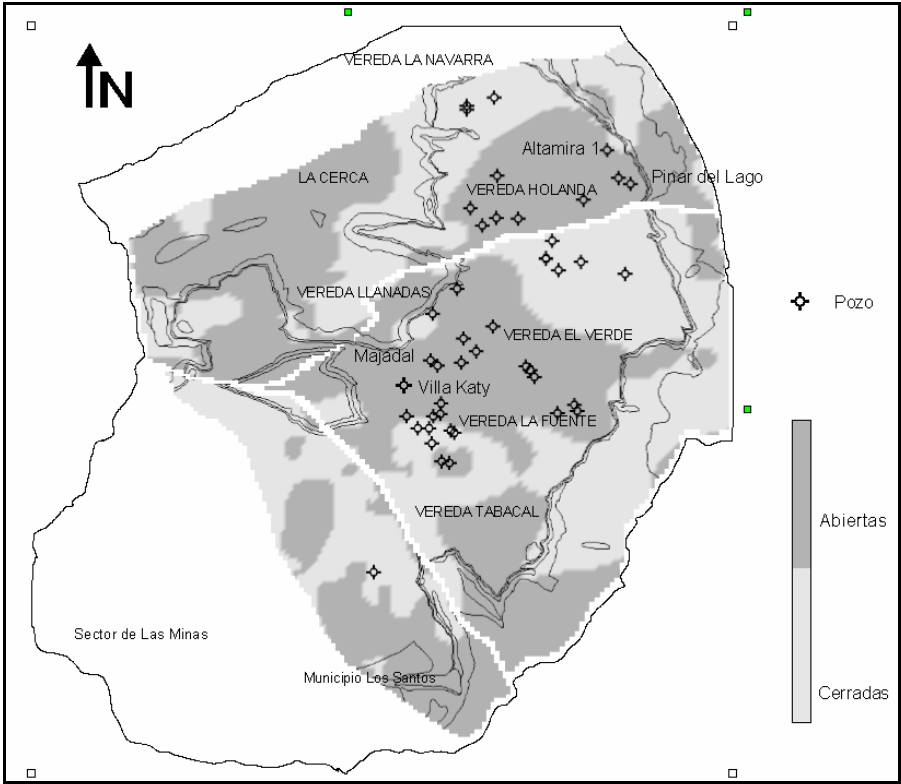 N
VEREDA LA NAVARRA
Altamira 1
LA CERCA
Pinar del Lago
VEREDA HOLANDA
VEREDA LLANADAS
Pozo
VEREDA EL VERDE
Majadal
Villa Katy
VEREDA LA FUENTE
VEREDA TABACAL
Abiertas
Sector de Las Minas
Municipio Los Santos
Cerradas